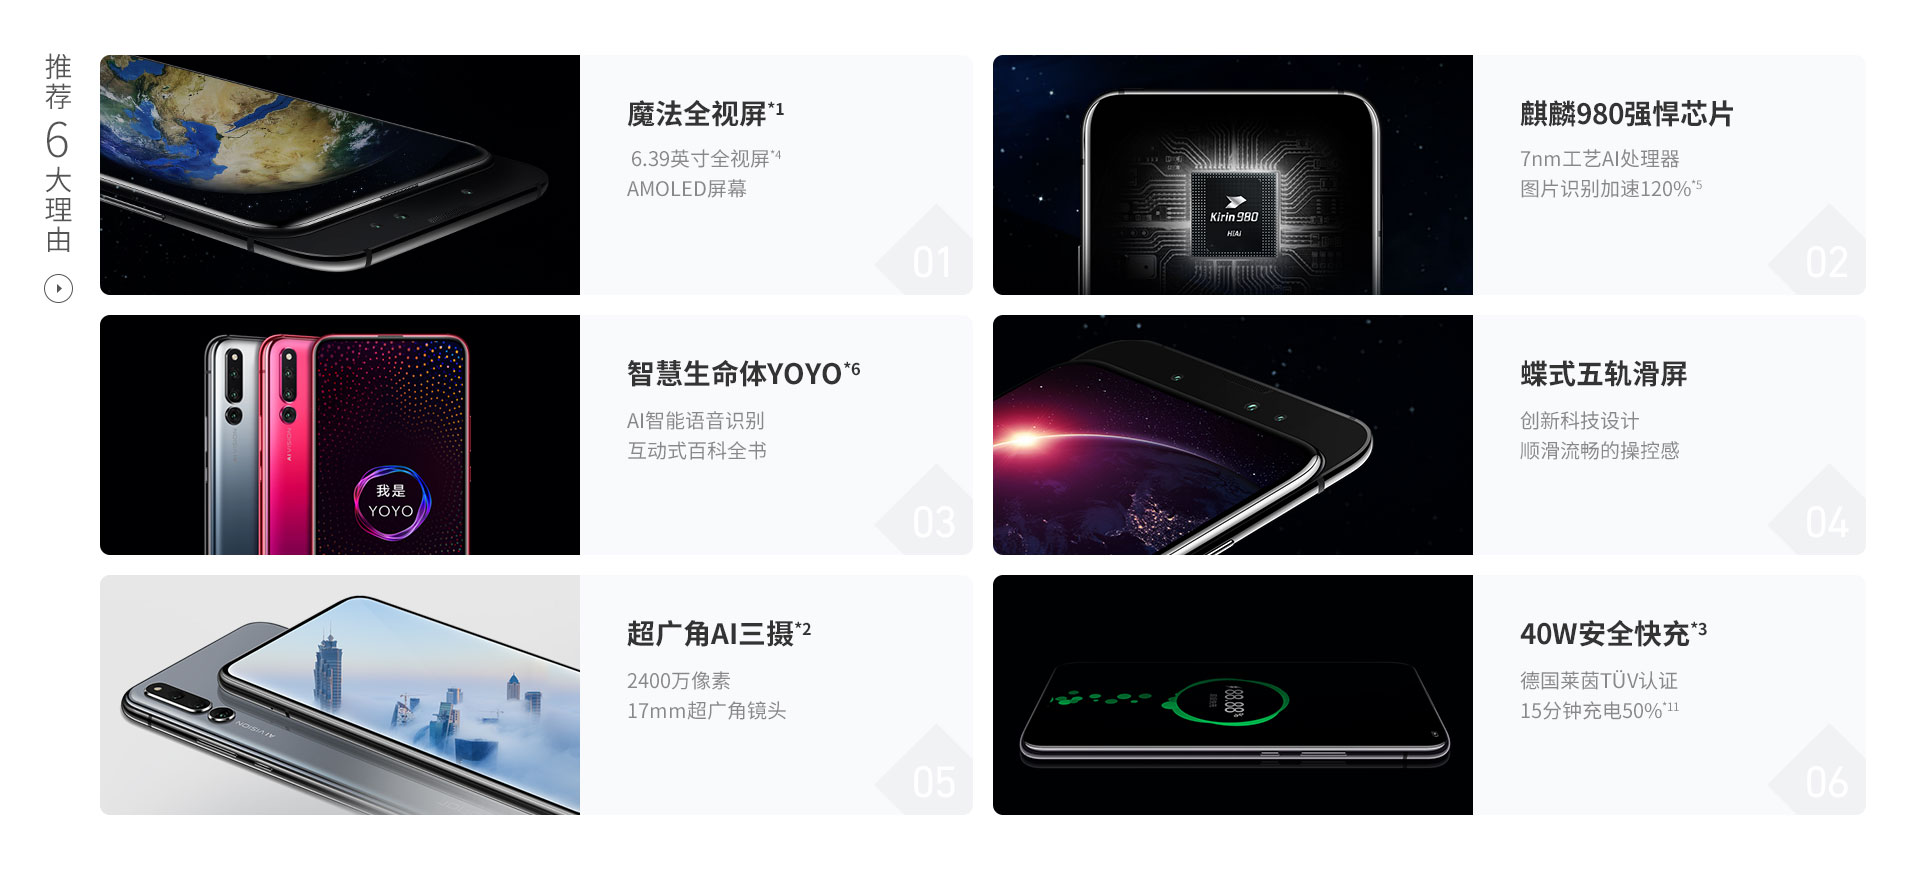 推荐6大理由
魔法全视屏*1
6.39英寸全视屏*4
AMOLED屏幕
01
Kirin 980
HiAI
麒麟980强悍芯片
7nm工艺AI处理器
图片识别加速120%*5
02
AI VISION
我是
YOYO
智慧生命体YOYO*6
AI智能语音识别
互动式百科全书
03
蝶式五轨滑屏
创新科技设计
顺滑流畅的操控感
04
AI VISION
超广角AI三摄*2
2400万像素
17mm超广角镜头
05
40W安全快充*3
德国莱茵TÜV认证
15分钟充电50%*11
06